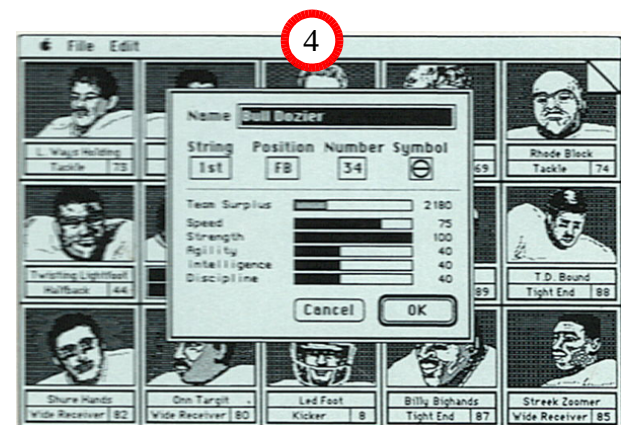 4
File Edit
Name Bull Dozier
String Position Number Symbol
1st FB 34
Team Surplus 2180
Speed 75
Strength 100
Agility 40
Intelligence 40
Discipline 40
Cancel OK
L. Ways Holding
Tackle 73
69
Rhode Block
Tackle 74
Twisting Lightfoot
Halfback 44
89
T.D. Bound
Tight End 88
Shure Hands
Wide Receiver 82
Onn Targit
Wide Receiver 80
Led Foot
Kicker 8
Billy Bighands
Tight End 87
Streek Zoomer
Wide Receiver 85